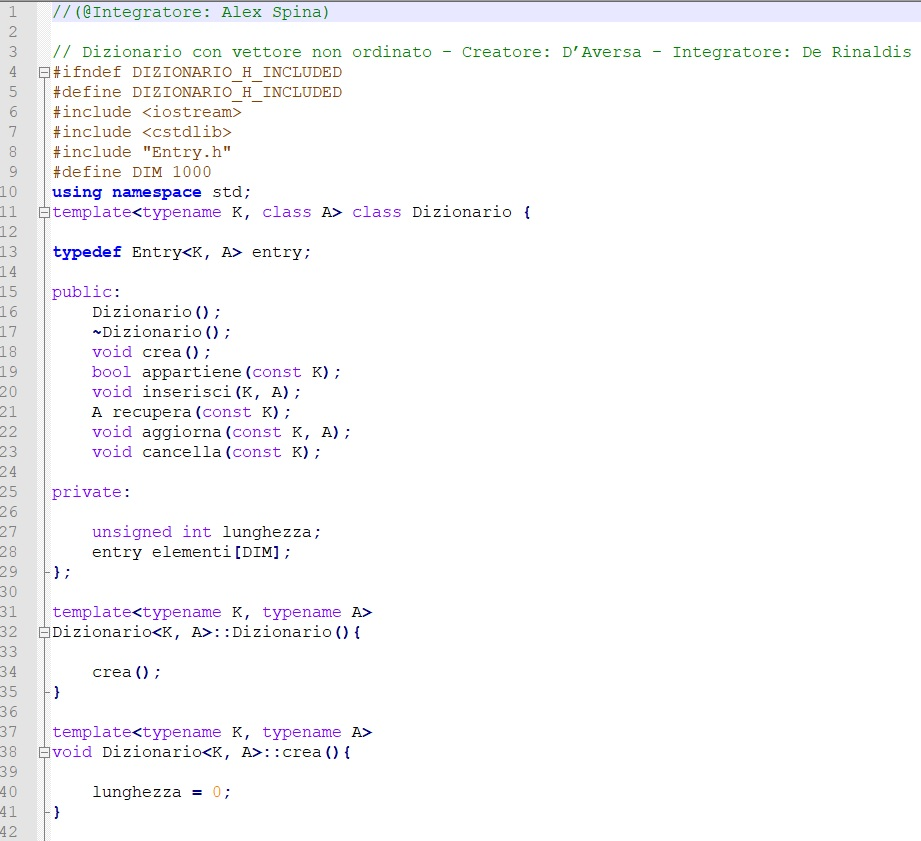 1 //(@Integratore: Alex Spina)
2
3 // Dizionario con vettore non ordinato - Creatore: D’Aversa - Integratore: De Rinaldis
4 #ifndef DIZIONARIO_H_INCLUDED
5 #define DIZIONARIO_H_INCLUDED
6 #include <iostream>
7 #include <cstdlib>
8 #include "Entry.h"
9 #define DIM 1000
10 using namespace std;
11 template<typename K, class A> class Dizionario {
12
13 typedef Entry<K, A> entry;
14
15 public:
16     Dizionario();
17     ~Dizionario();
18     void crea();
19     bool appartiene(const K);
20     void inserisci(K, A);
21     A recupera(const K);
22     void aggiorna(const K, A);
23     void cancella(const K);
24
25 private:
26
27     unsigned int lunghezza;
28     entry elementi[DIM];
29 };
30
31 template<typename K, typename A>
32 Dizionario<K, A>::Dizionario(){
33
34     crea();
35 }
36
37 template<typename K, typename A>
38 void Dizionario<K, A>::crea(){
39
40     lunghezza = 0;
41 }
42